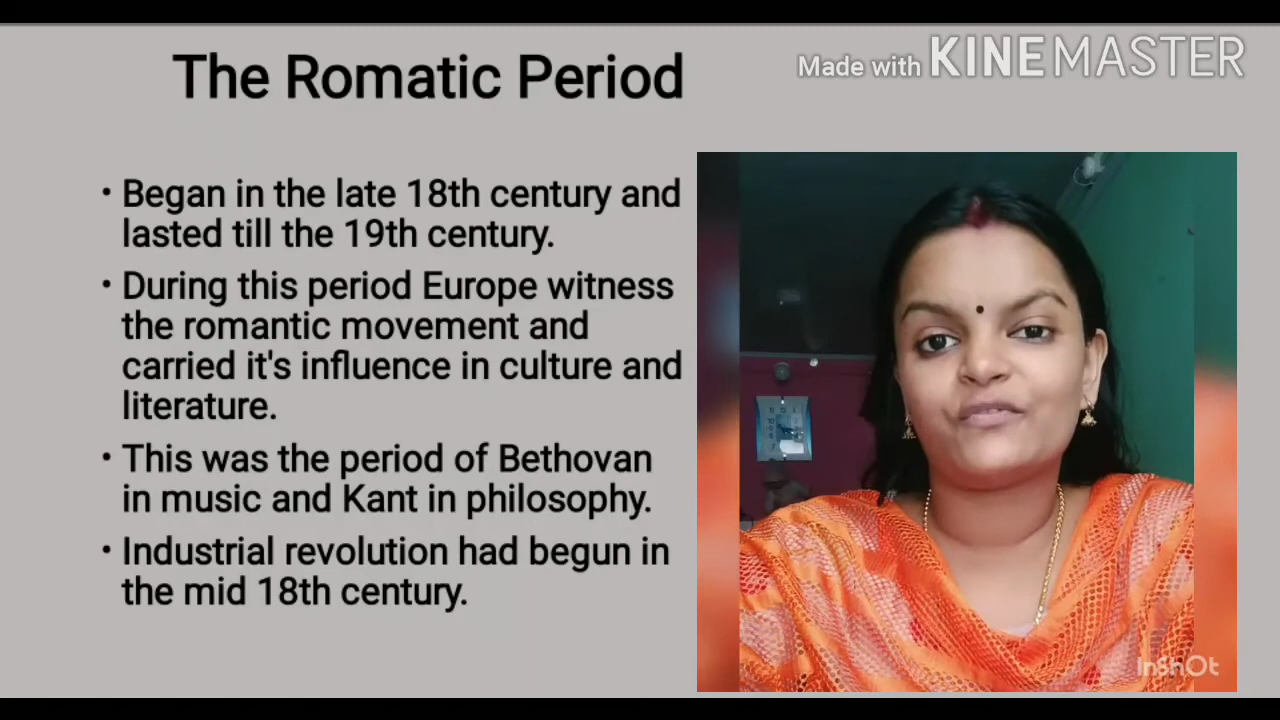 The Romatic Period
Made with KINEMASTER
• Began in the late 18th century and
lasted till the 19th century.
• During this period Europe witness
the romantic movement and
carried it's influence in culture and
literature.
• This was the period of Bethovan
in music and Kant in philosophy.
• Industrial revolution had begun in
the mid 18th century.
InShOt